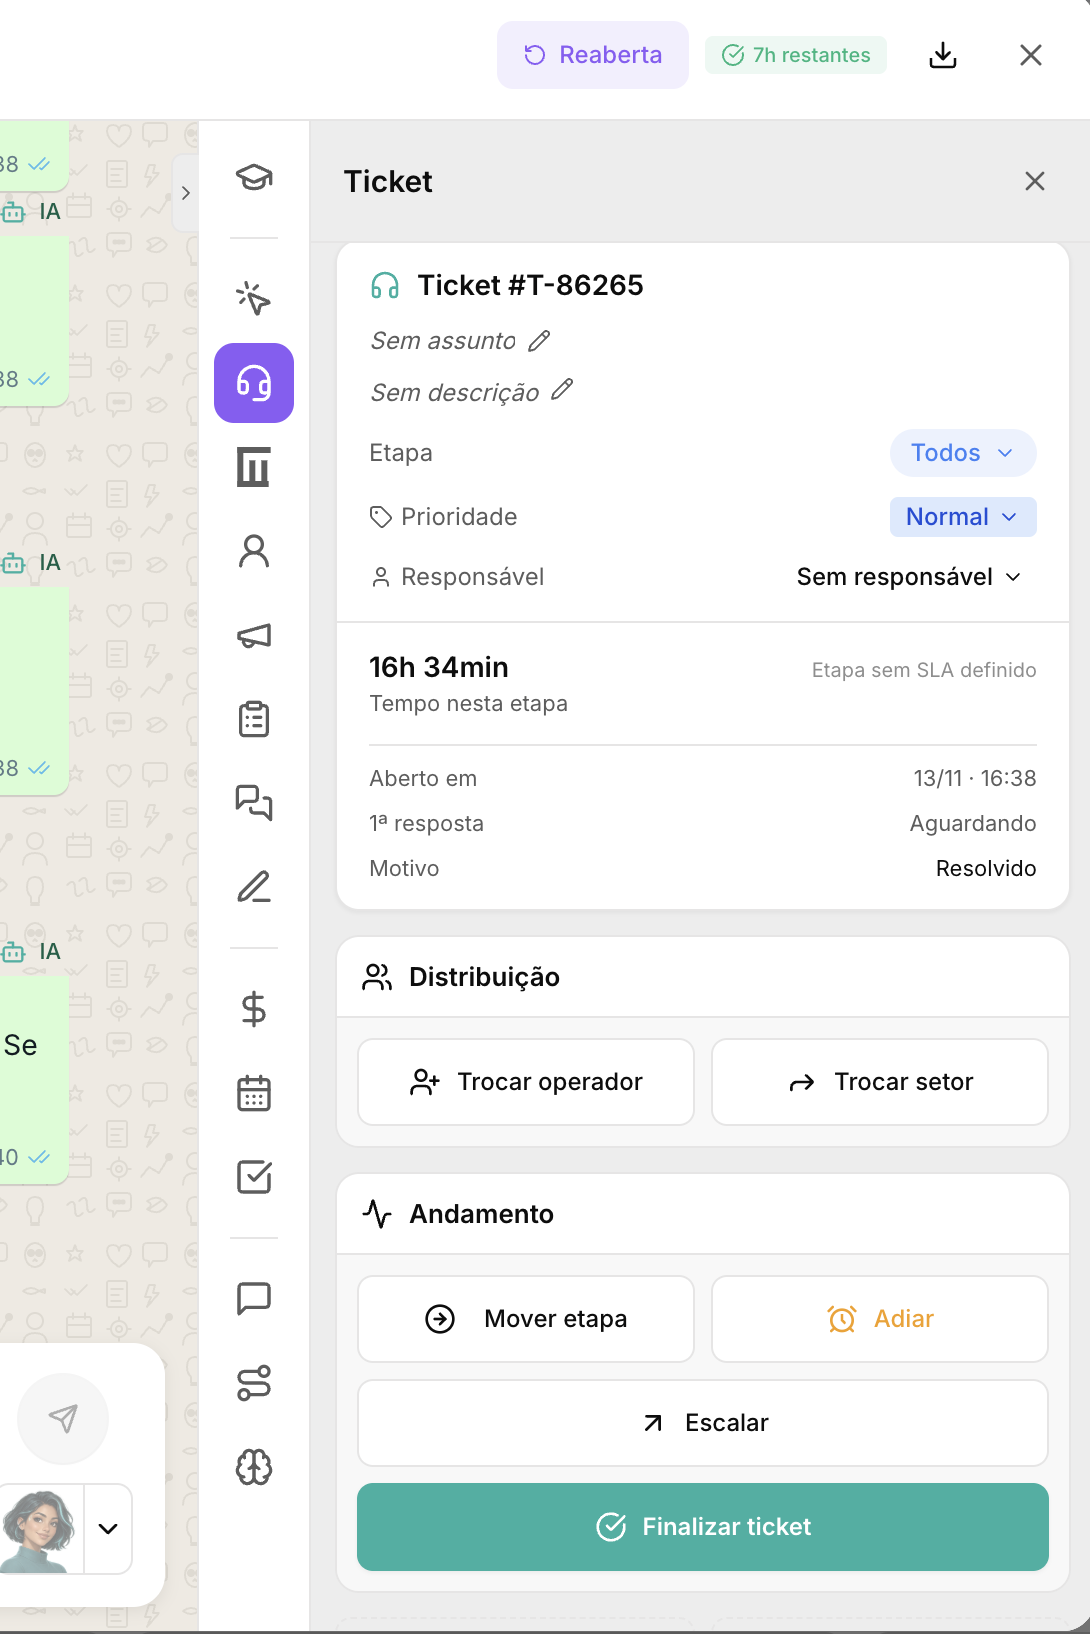 Reaberta
7h restantes
38
IA
38
IA
38
IA
Se
40
Ticket
Ticket #T-86265
Sem assunto
Sem descrição
Etapa
Todos
Prioridade
Normal
Responsável
Sem responsável
16h 34min
Etapa sem SLA definido
Tempo nesta etapa
Aberto em
13/11 · 16:38
1ª resposta
Aguardando
Motivo
Resolvido
Distribuição
Trocar operador
Trocar setor
Andamento
Mover etapa
Adiar
Escalar
Finalizar ticket